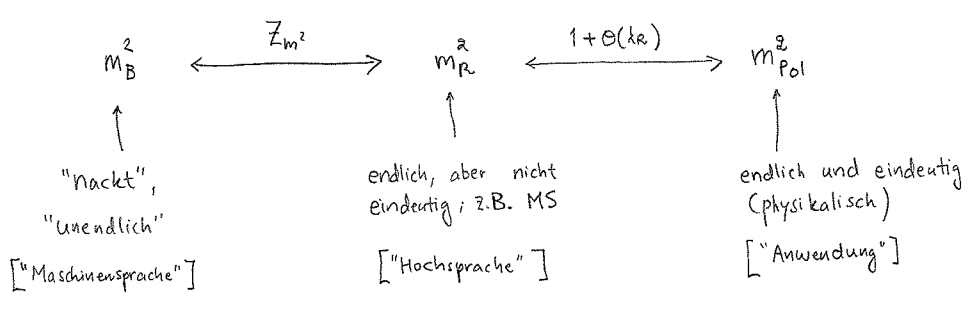 m_B^2 ⟷ Z_{m^2} ⟷ m_R^2 ⟷ 1+O(λ_R) ⟷ m_{Pol}^2
"nackt",
"unendlich"
["Maschinensprache"]
endlich, aber nicht
eindeutig; z.B. MS
["Hochsprache"]
endlich und eindeutig
(physikalisch)
["Anwendung"]